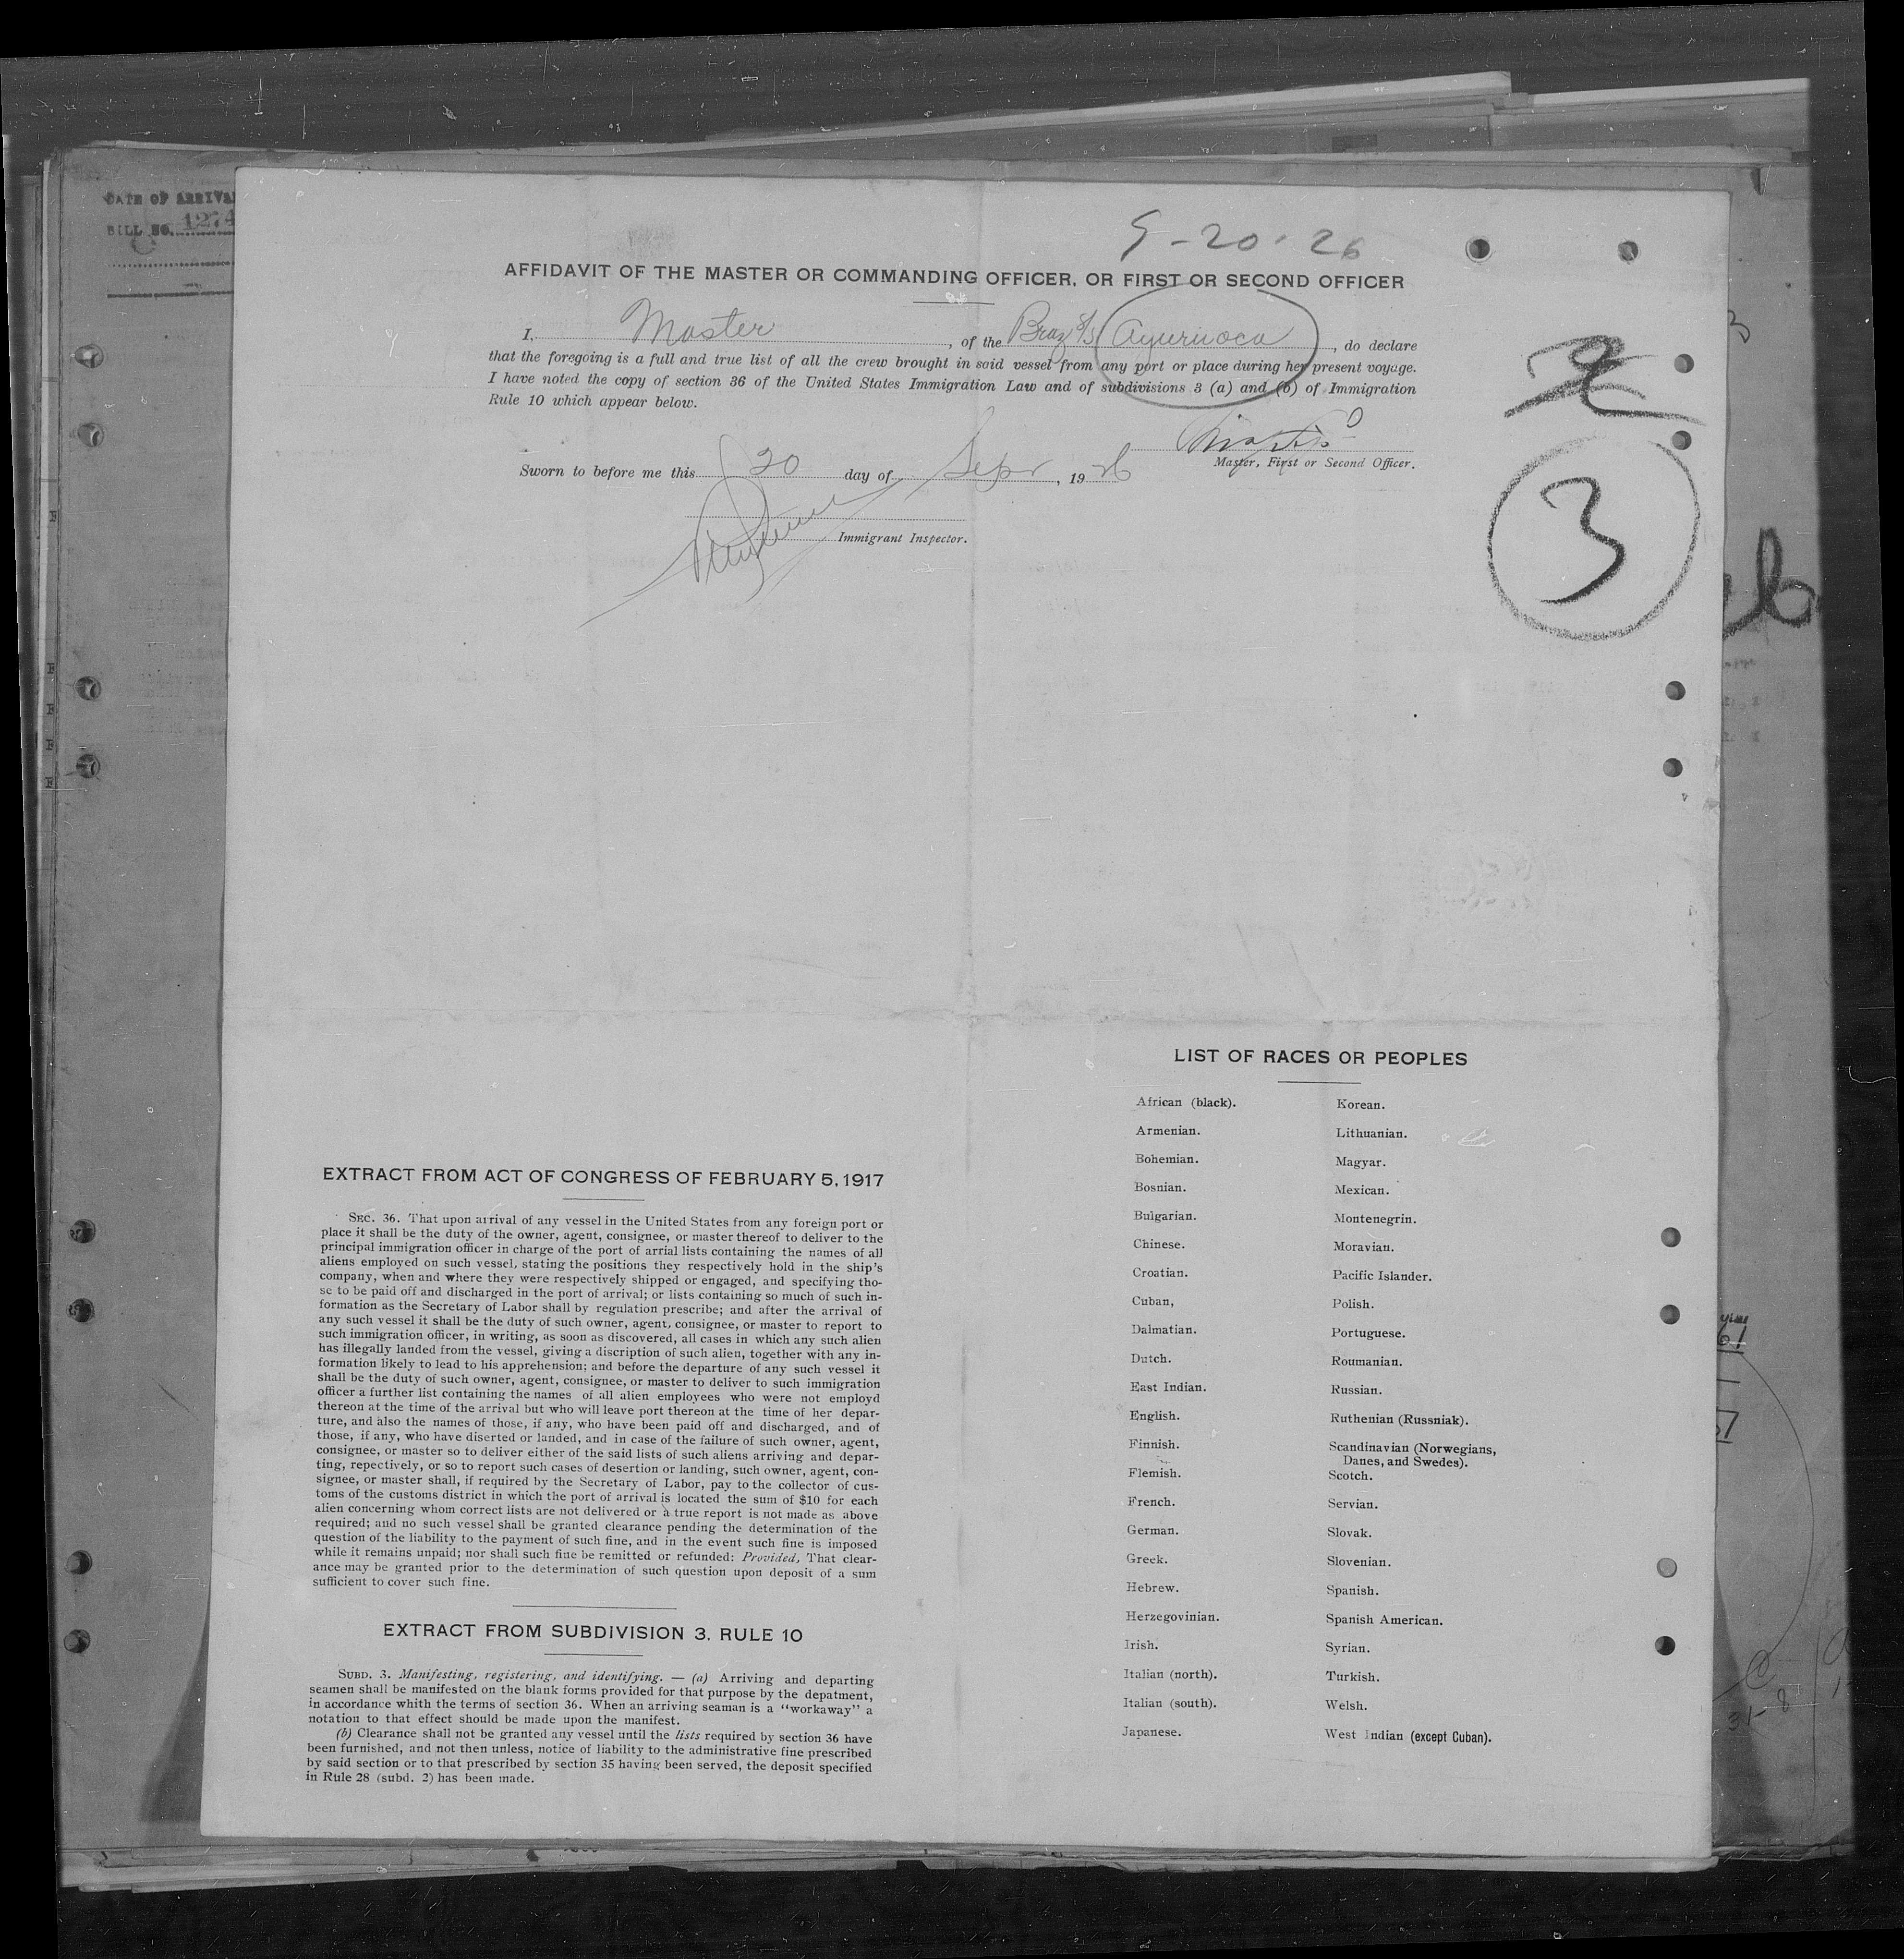 DATE OF ARRIVAL
BILL NO. 1274
9-20-26
AFFIDAVIT OF THE MASTER OR COMMANDING OFFICER, OR FIRST OR SECOND OFFICER
I, Master, of the Braz S/S Ayuruoca, do declare
that the foregoing is a full and true list of all the crew brought in said vessel from any port or place during her present voyage.
I have noted the copy of section 36 of the United States Immigration Law and of subdivisions 3 (a) and (b) of Immigration
Rule 10 which appear below.
Master, First or Second Officer.
Sworn to before me this 20 day of Sepr, 1926
Immigrant Inspector.
2
3
LIST OF RACES OR PEOPLES
African (black).
Armenian.
Bohemian.
Bosnian.
Bulgarian.
Chinese.
Croatian.
Cuban,
Dalmatian.
Dutch.
East Indian.
English.
Finnish.
Flemish.
French.
German.
Greek.
Hebrew.
Herzegovinian.
Irish.
Italian (north).
Italian (south).
Japanese.
Korean.
Lithuanian.
Magyar.
Mexican.
Montenegrin.
Moravian.
Pacific Islander.
Polish.
Portuguese.
Roumanian.
Russian.
Ruthenian (Russniak).
Scandinavian (Norwegians,
Danes, and Swedes).
Scotch.
Servian.
Slovak.
Slovenian.
Spanish.
Spanish American.
Syrian.
Turkish.
Welsh.
West Indian (except Cuban).
EXTRACT FROM ACT OF CONGRESS OF FEBRUARY 5, 1917
SEC. 36. That upon arrival of any vessel in the United States from any foreign port or
place it shall be the duty of the owner, agent, consignee, or master thereof to deliver to the
principal immigration officer in charge of the port of arrial lists containing the names of all
aliens employed on such vessel, stating the positions they respectively hold in the ship's
company, when and where they were respectively shipped or engaged, and specifying tho-
se to be paid off and discharged in the port of arrival; or lists containing so much of such in-
formation as the Secretary of Labor shall by regulation prescribe; and after the arrival of
any such vessel it shall be the duty of such owner, agent, consignee, or master to report to
such immigration officer, in writing, as soon as discovered, all cases in which any such alien
has illegally landed from the vessel, giving a discription of such alien, together with any in-
formation likely to lead to his apprehension; and before the departure of any such vessel it
shall be the duty of such owner, agent, consignee, or master to deliver to such immigration
officer a further list containing the names of all alien employees who were not employd
thereon at the time of the arrival but who will leave port thereon at the time of her depar-
ture, and also the names of those, if any, who have been paid off and discharged, and of
those, if any, who have diserted or landed, and in case of the failure of such owner, agent,
consignee, or master so to deliver either of the said lists of such aliens arriving and depar-
ting, repectively, or so to report such cases of desertion or landing, such owner, agent, con-
signee, or master shall, if required by the Secretary of Labor, pay to the collector of cus-
toms of the customs district in which the port of arrival is located the sum of $10 for each
alien concerning whom correct lists are not delivered or a true report is not made as above
required; and no such vessel shall be granted clearance pending the determination of the
question of the liability to the payment of such fine, and in the event such fine is imposed
while it remains unpaid; nor shall such fine be remitted or refunded: Provided, That clear-
ance may be granted prior to the determination of such question upon deposit of a sum
sufficient to cover such fine.
EXTRACT FROM SUBDIVISION 3, RULE 10
SUBD. 3. Manifesting, registering, and identifying. — (a) Arriving and departing
seamen shall be manifested on the blank forms provided for that purpose by the depatment,
in accordance whith the terms of section 36. When an arriving seaman is a "workaway" a
notation to that effect should be made upon the manifest.
(b) Clearance shall not be granted any vessel until the lists required by section 36 have
been furnished, and not then unless, notice of liability to the administrative fine prescribed
by said section or to that prescribed by section 35 having been served, the deposit specified
in Rule 28 (subd. 2) has been made.